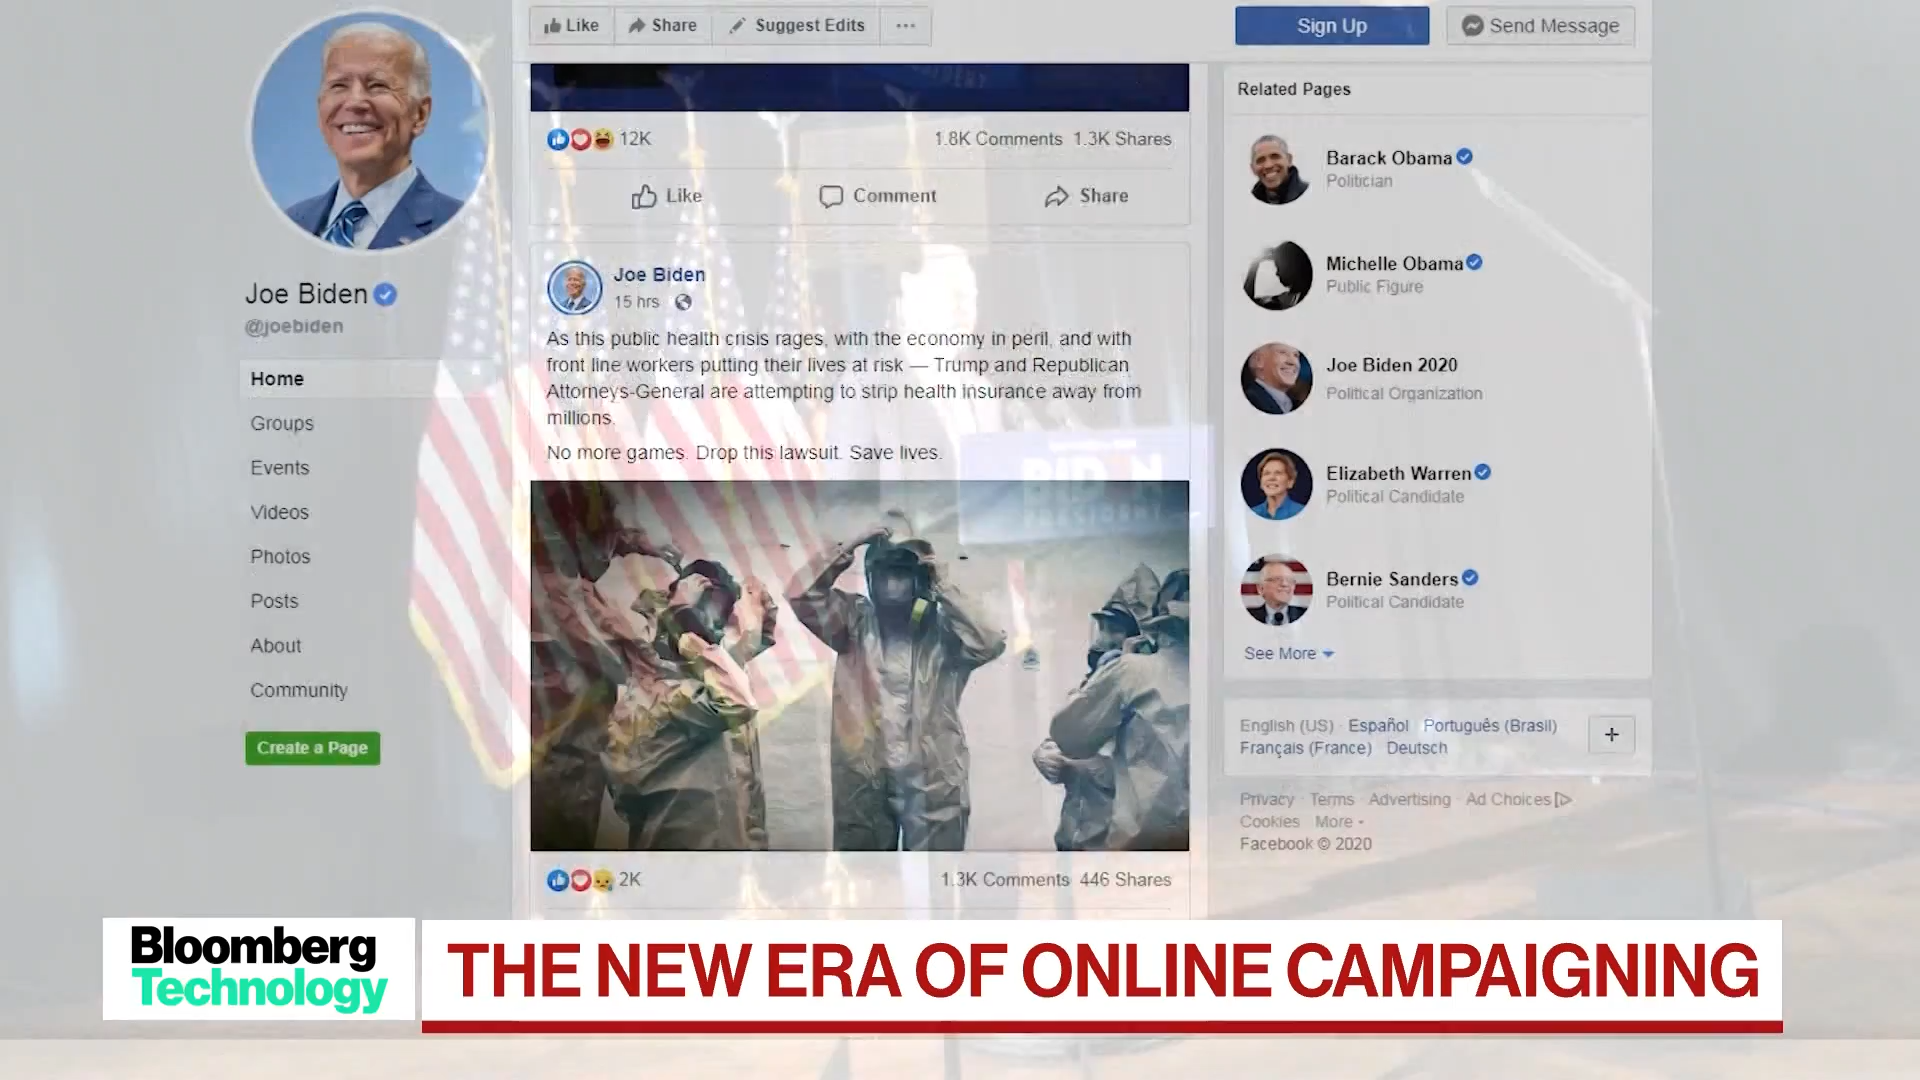 Like
Share
Suggest Edits
Sign Up
Send Message
12K
1.8K Comments 1.3K Shares
Like
Comment
Share
Joe Biden
@joebiden
Home
Groups
Events
Videos
Photos
Posts
About
Community
Create a Page
Joe Biden
15 hrs
As this public health crisis rages, with the economy in peril, and with
front line workers putting their lives at risk — Trump and Republican
Attorneys-General are attempting to strip health insurance away from
millions.
No more games. Drop this lawsuit. Save lives.
2K
1.3K Comments 446 Shares
Related Pages
Barack Obama
Politician
Michelle Obama
Public Figure
Joe Biden 2020
Political Organization
Elizabeth Warren
Political Candidate
Bernie Sanders
Political Candidate
See More
English (US) · Español · Português (Brasil) ·
Français (France) · Deutsch
Privacy · Terms · Advertising · Ad Choices ·
Cookies · More
Facebook © 2020
Bloomberg
Technology
THE NEW ERA OF ONLINE CAMPAIGNING